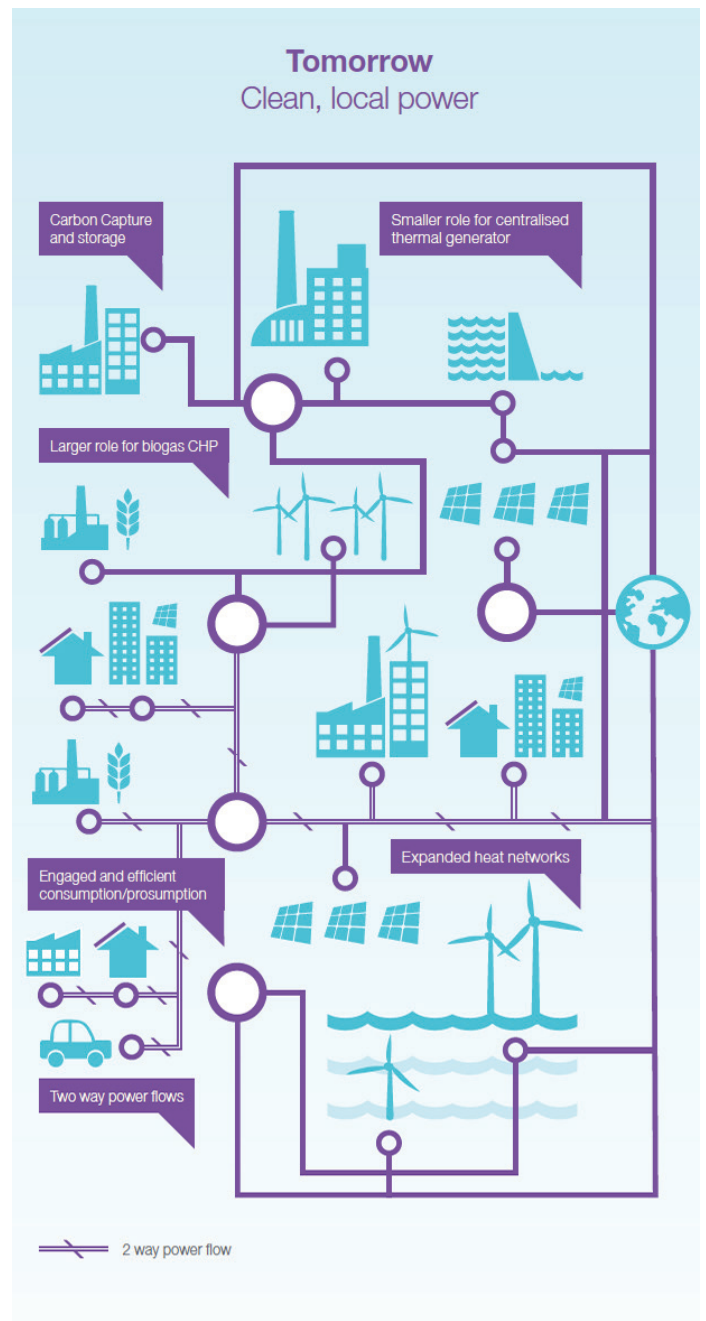 Tomorrow
Clean, local power
Carbon Capture
and storage
Smaller role for centralised
thermal generator
Larger role for biogas CHP
Expanded heat networks
Engaged and efficient
consumption/prosumption
Two way power flows
2 way power flow